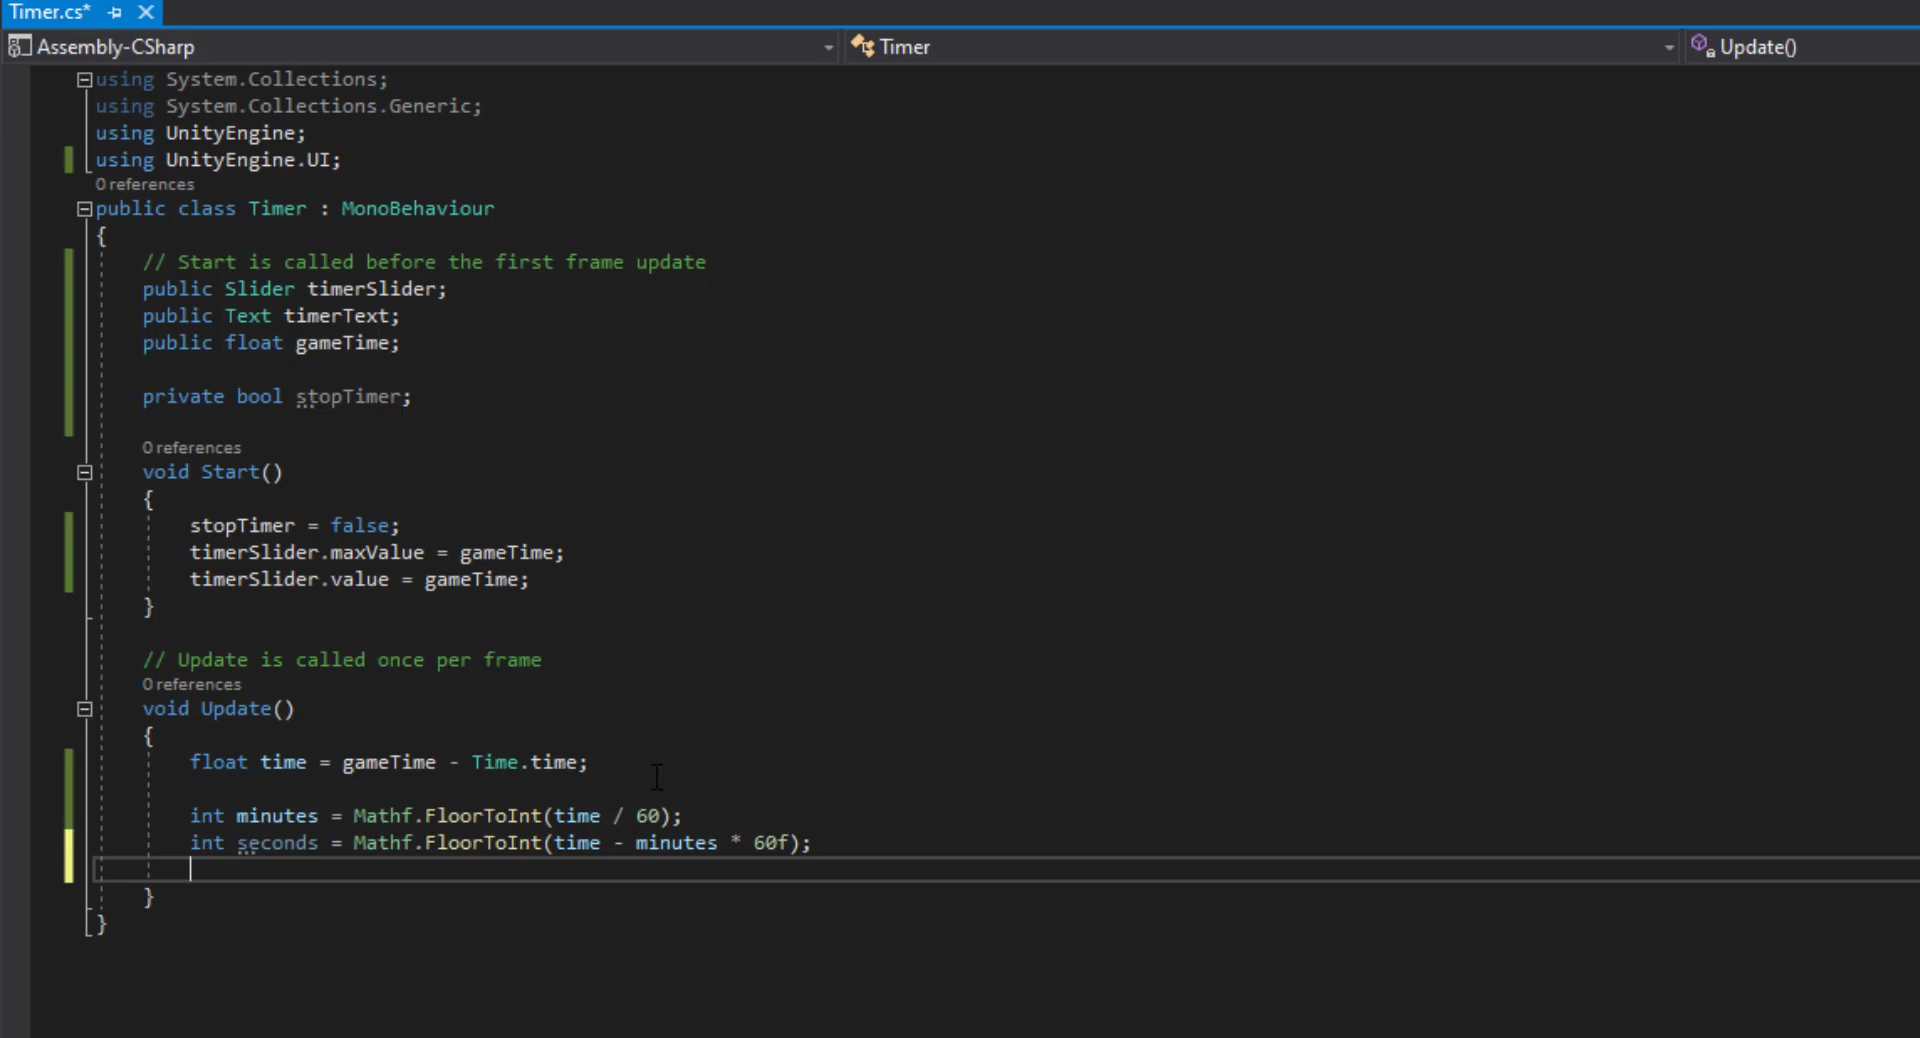 Timer.cs*
Assembly-CSharp Timer Update()
using System.Collections;
using System.Collections.Generic;
using UnityEngine;
using UnityEngine.UI;
0 references
public class Timer : MonoBehaviour
{
// Start is called before the first frame update
public Slider timerSlider;
public Text timerText;
public float gameTime;
private bool stopTimer;
0 references
void Start()
{
stopTimer = false;
timerSlider.maxValue = gameTime;
timerSlider.value = gameTime;
}
// Update is called once per frame
0 references
void Update()
{
float time = gameTime - Time.time;
int minutes = Mathf.FloorToInt(time / 60);
int seconds = Mathf.FloorToInt(time - minutes * 60f);
}
}